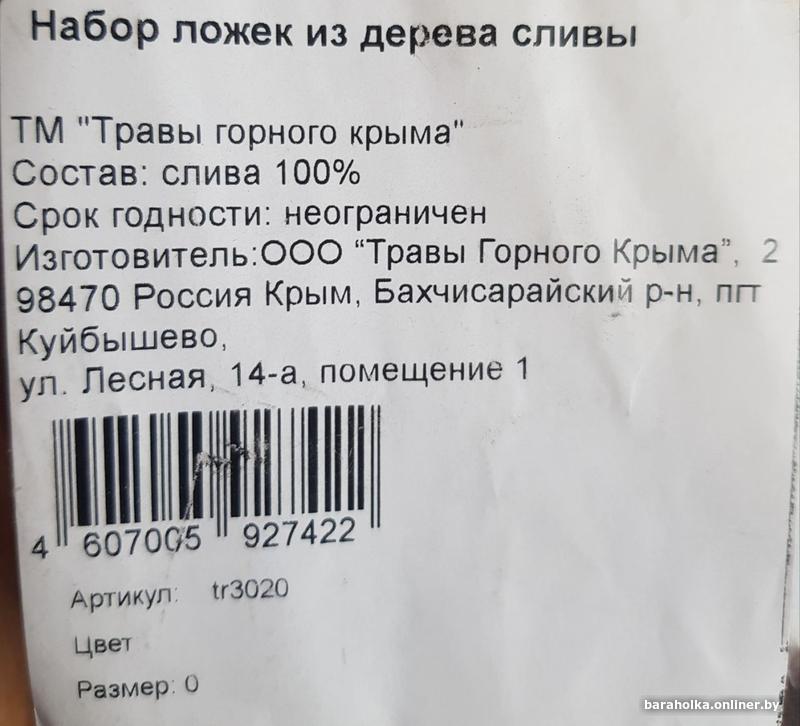 Набор ложек из дерева сливы
ТМ "Травы горного крыма"
Состав: слива 100%
Срок годности: неограничен
Изготовитель:ООО “Травы Горного Крыма”, 2
98470 Россия Крым, Бахчисарайский р-н, пгт
Куйбышево,
ул. Лесная, 14-а, помещение 1
4 607005 927422
Артикул: tr3020
Цвет
Размер: 0
baraholka.onliner.by